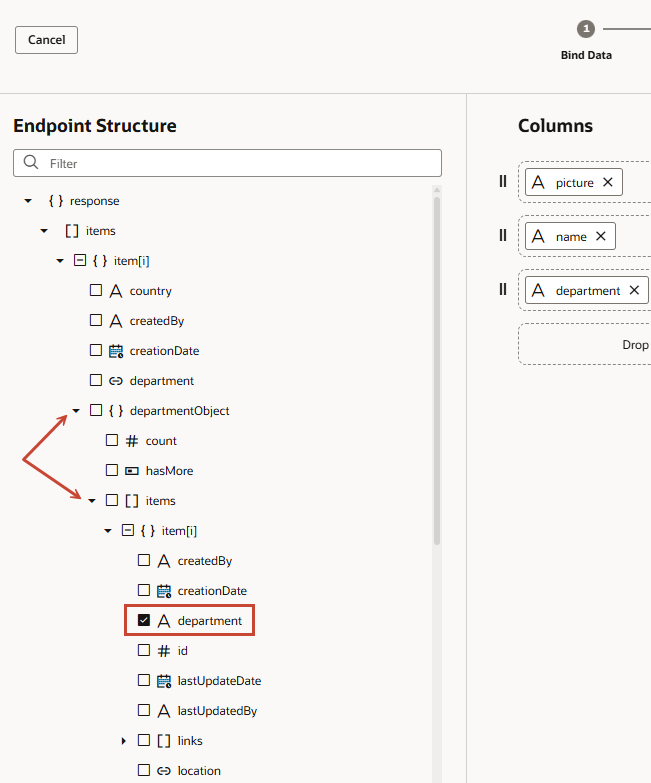 Cancel
1
Bind Data
Endpoint Structure
Filter
{ } response
[ ] items
{ } item[i]
A country
A createdBy
creationDate
department
{ } departmentObject
# count
hasMore
[ ] items
{ } item[i]
A createdBy
creationDate
A department
# id
lastUpdateDate
A lastUpdatedBy
[ ] links
location
Columns
A picture ×
A name ×
A department ×
Drop